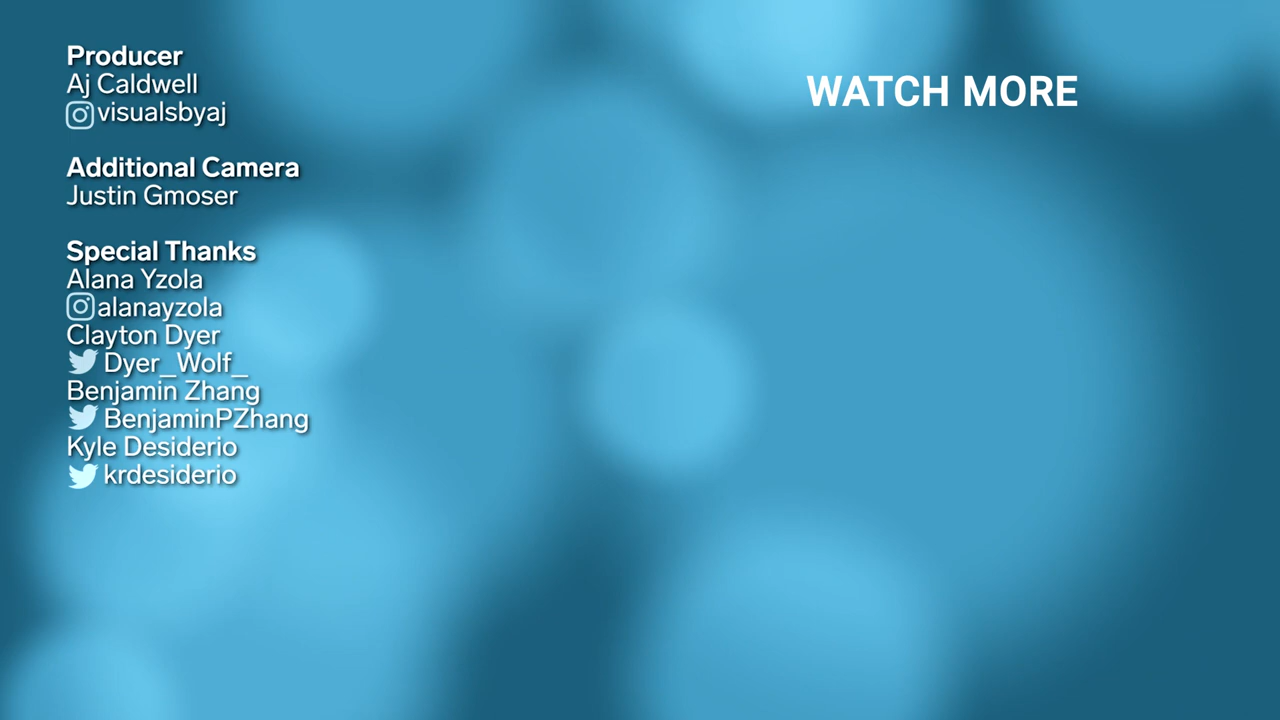 Producer
Aj Caldwell
visualsbyaj
Additional Camera
Justin Gmoser
Special Thanks
Alana Yzola
alanayzola
Clayton Dyer
Dyer_Wolf_
Benjamin Zhang
BenjaminPZhang
Kyle Desiderio
krdesiderio
WATCH MORE